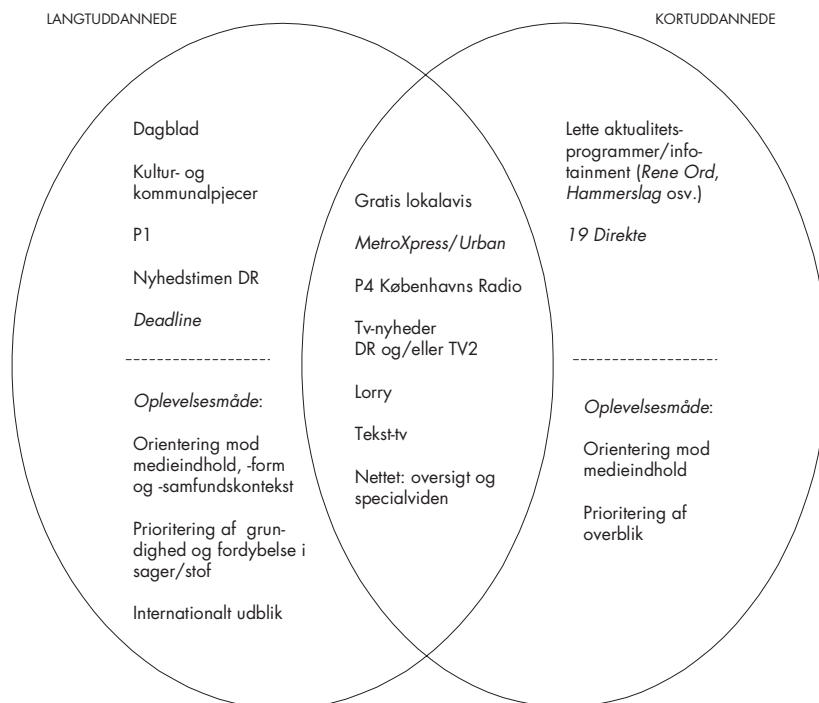 LANGTUDDANNEDE
KORTUDDANNEDE
Dagblad
Kultur- og
kommunalpjecer
P1
Nyhedstimen DR
Deadline
Oplevelsesmåde:
Orientering mod
medieindhold, -form
og -samfundskontekst
Prioritering af grun-
dighed og fordybelse i
sager/stof
Internationalt udblik
Gratis lokalavis
MetroXpress/Urban
P4 Københavns Radio
Tv-nyheder
DR og/eller TV2
Lorry
Tekst-tv
Nettet: oversigt og
specialviden
Lette aktualitets-
programmer/info-
tainment (Rene Ord,
Hammerslag osv.)
19 Direkte
Oplevelsesmåde:
Orientering mod
medieindhold
Prioritering af
overblik